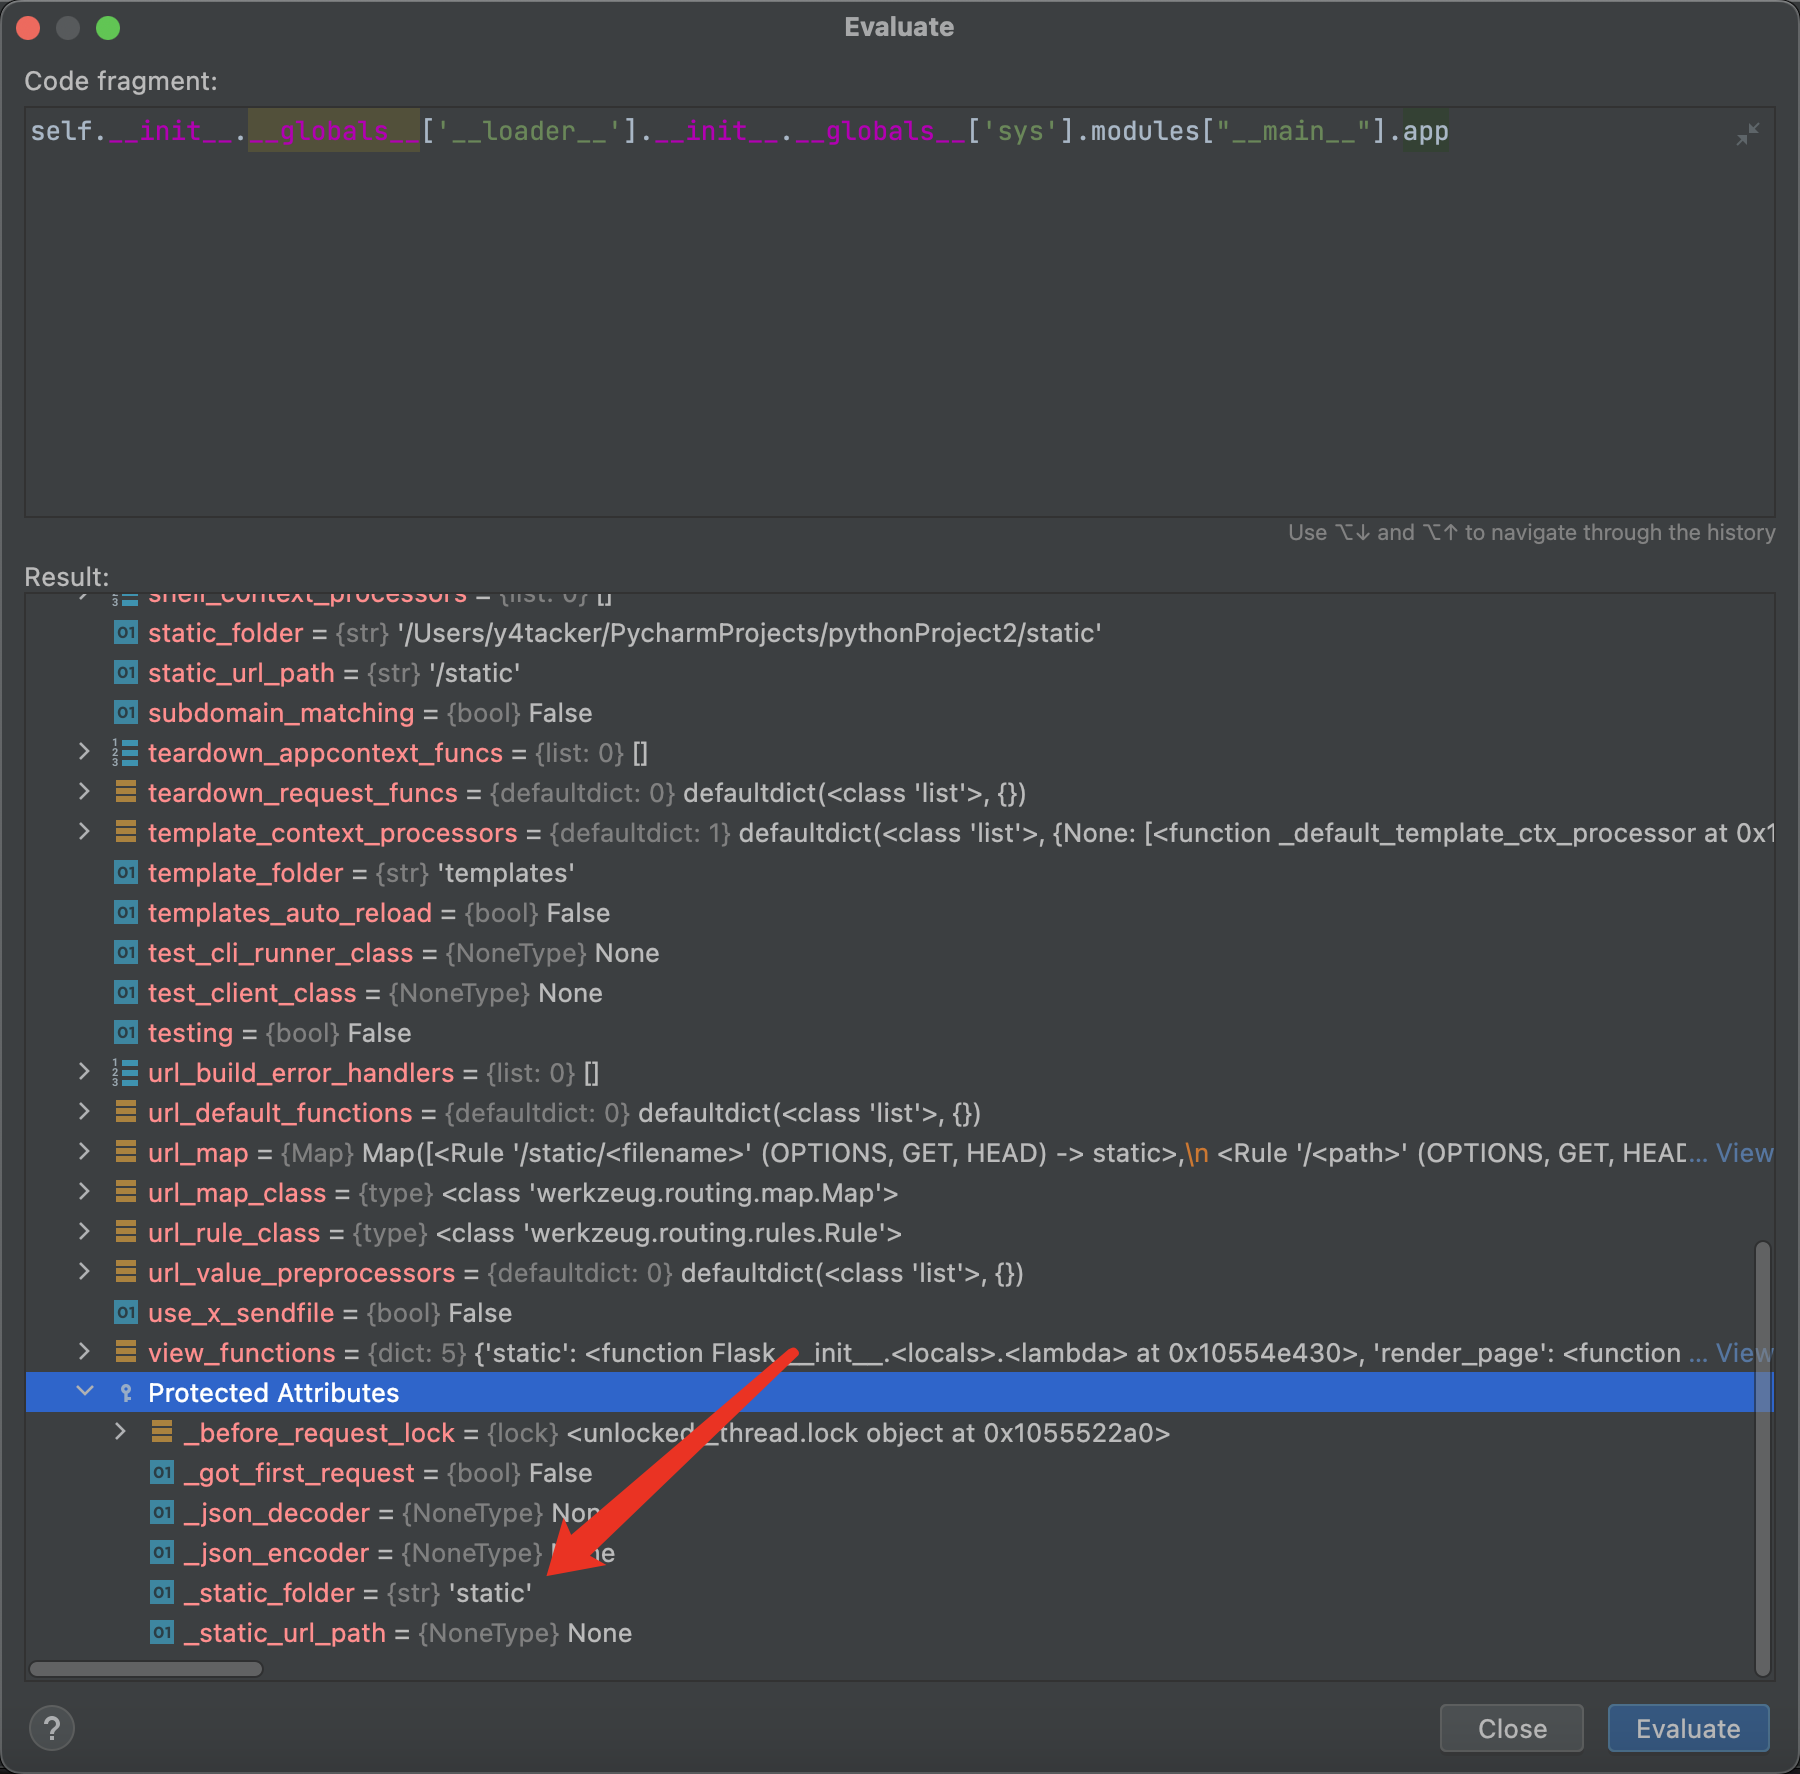 Evaluate
Code fragment:
self.__init__.__globals__['__loader__'].__init__.__globals__['sys'].modules["__main__"].app
Use ⌥↓ and ⌥↑ to navigate through the history
Result:
shell_context_processors = {list: 0} []
static_folder = {str} '/Users/y4tacker/PycharmProjects/pythonProject2/static'
static_url_path = {str} '/static'
subdomain_matching = {bool} False
teardown_appcontext_funcs = {list: 0} []
teardown_request_funcs = {defaultdict: 0} defaultdict(<class 'list'>, {})
template_context_processors = {defaultdict: 1} defaultdict(<class 'list'>, {None: [<function _default_template_ctx_processor at 0x1
template_folder = {str} 'templates'
templates_auto_reload = {bool} False
test_cli_runner_class = {NoneType} None
test_client_class = {NoneType} None
testing = {bool} False
url_build_error_handlers = {list: 0} []
url_default_functions = {defaultdict: 0} defaultdict(<class 'list'>, {})
url_map = {Map} Map([<Rule '/static/<filename>' (OPTIONS, GET, HEAD) -> static>,\n <Rule '/<path>' (OPTIONS, GET, HEAD... View
url_map_class = {type} <class 'werkzeug.routing.map.Map'>
url_rule_class = {type} <class 'werkzeug.routing.rules.Rule'>
url_value_preprocessors = {defaultdict: 0} defaultdict(<class 'list'>, {})
use_x_sendfile = {bool} False
view_functions = {dict: 5} {'static': <function Flask.__init__.<locals>.<lambda> at 0x10554e430>, 'render_page': <function ... View
Protected Attributes
_before_request_lock = {lock} <unlocked _thread.lock object at 0x1055522a0>
_got_first_request = {bool} False
_json_decoder = {NoneType} None
_json_encoder = {NoneType} None
_static_folder = {str} 'static'
_static_url_path = {NoneType} None
?
Close
Evaluate